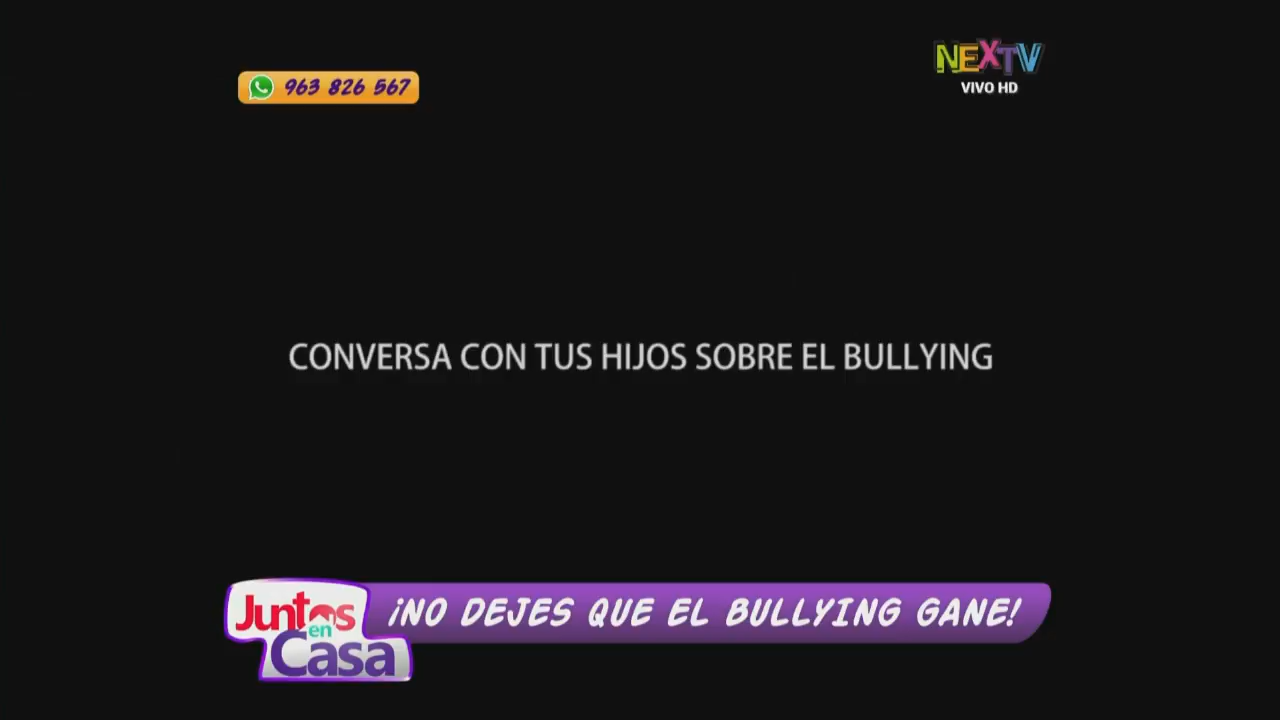 963 826 567
NEXTV
VIVO HD
CONVERSA CON TUS HIJOS SOBRE EL BULLYING
¡NO DEJES QUE EL BULLYING GANE!
Juntos
en
Casa